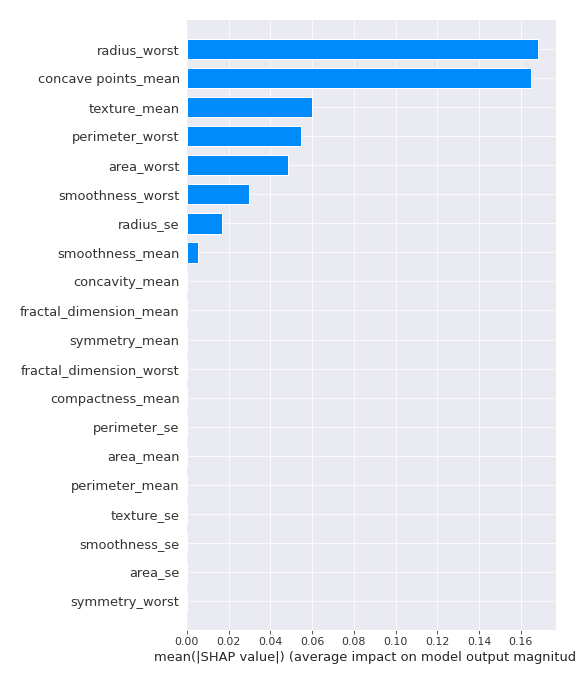 radius_worst
concave points_mean
texture_mean
perimeter_worst
area_worst
smoothness_worst
radius_se
smoothness_mean
concavity_mean
fractal_dimension_mean
symmetry_mean
fractal_dimension_worst
compactness_mean
perimeter_se
area_mean
perimeter_mean
texture_se
smoothness_se
area_se
symmetry_worst
0.00 0.02 0.04 0.06 0.08 0.10 0.12 0.14 0.16
mean(|SHAP value|) (average impact on model output magnitud